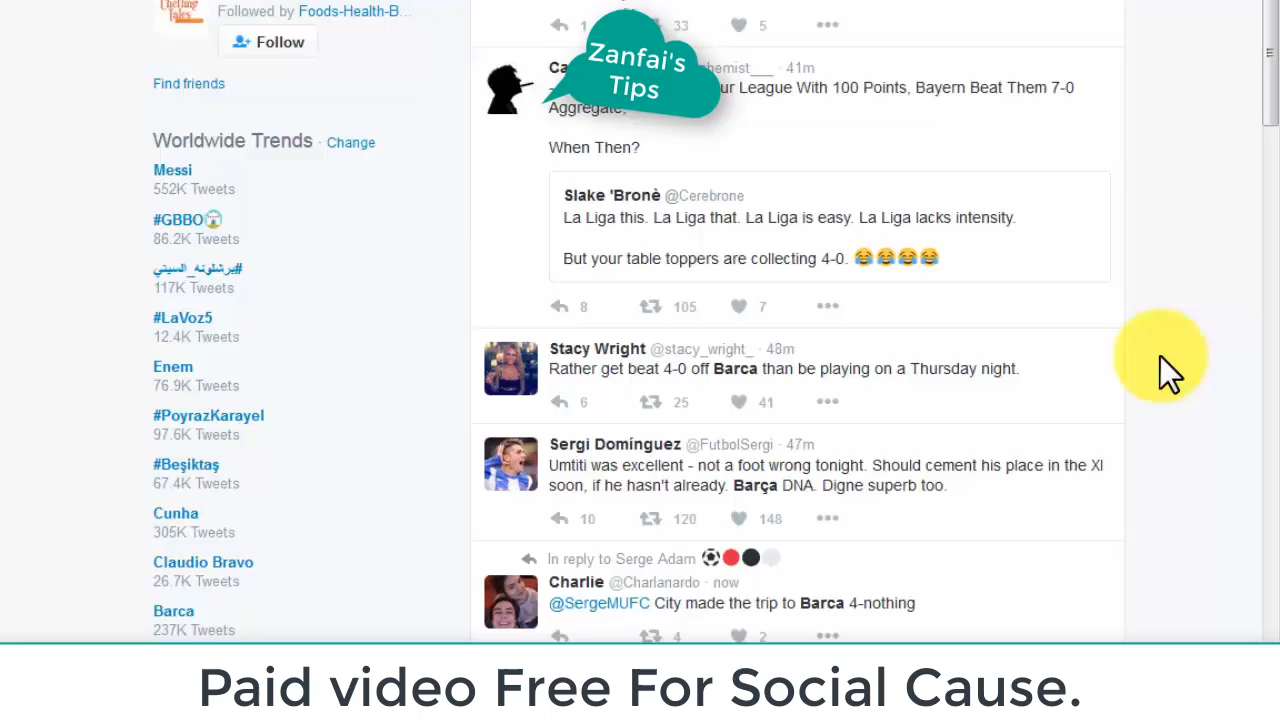 Chefling
Tales
Followed by Foods-Health-B...
Follow
Find friends
Worldwide Trends · Change
Messi
552K Tweets
#GBBO
86.2K Tweets
#برشلونه_السيتي
117K Tweets
#LaVoz5
12.4K Tweets
Enem
76.9K Tweets
#PoyrazKarayel
97.6K Tweets
#Beşiktaş
67.4K Tweets
Cunha
305K Tweets
Claudio Bravo
26.7K Tweets
Barca
237K Tweets
1 33 5
Zanfai's
Tips
Ca hemist___ · 41m
ur League With 100 Points, Bayern Beat Them 7-0
Aggregate,
When Then?
Slake 'Bronè @Cerebrone
La Liga this. La Liga that. La Liga is easy. La Liga lacks intensity.
But your table toppers are collecting 4-0. 😂😂😂😂
8 105 7
Stacy Wright @stacy_wright_ · 48m
Rather get beat 4-0 off Barca than be playing on a Thursday night.
6 25 41
Sergi Domínguez @FutbolSergi · 47m
Umtiti was excellent - not a foot wrong tonight. Should cement his place in the XI
soon, if he hasn't already. Barça DNA. Digne superb too.
10 120 148
In reply to Serge Adam ⚽🔴⚫⚪
Charlie @Charlanardo · now
@SergeMUFC City made the trip to Barca 4-nothing
4 2
Paid video Free For Social Cause.